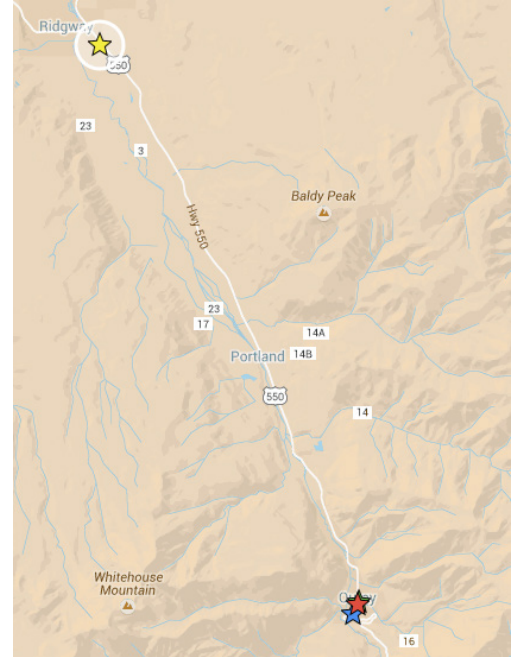 Ridgway
550
23
3
Baldy Peak
Hwy 550
23
17
14A
Portland
14B
550
14
Whitehouse
Mountain
16